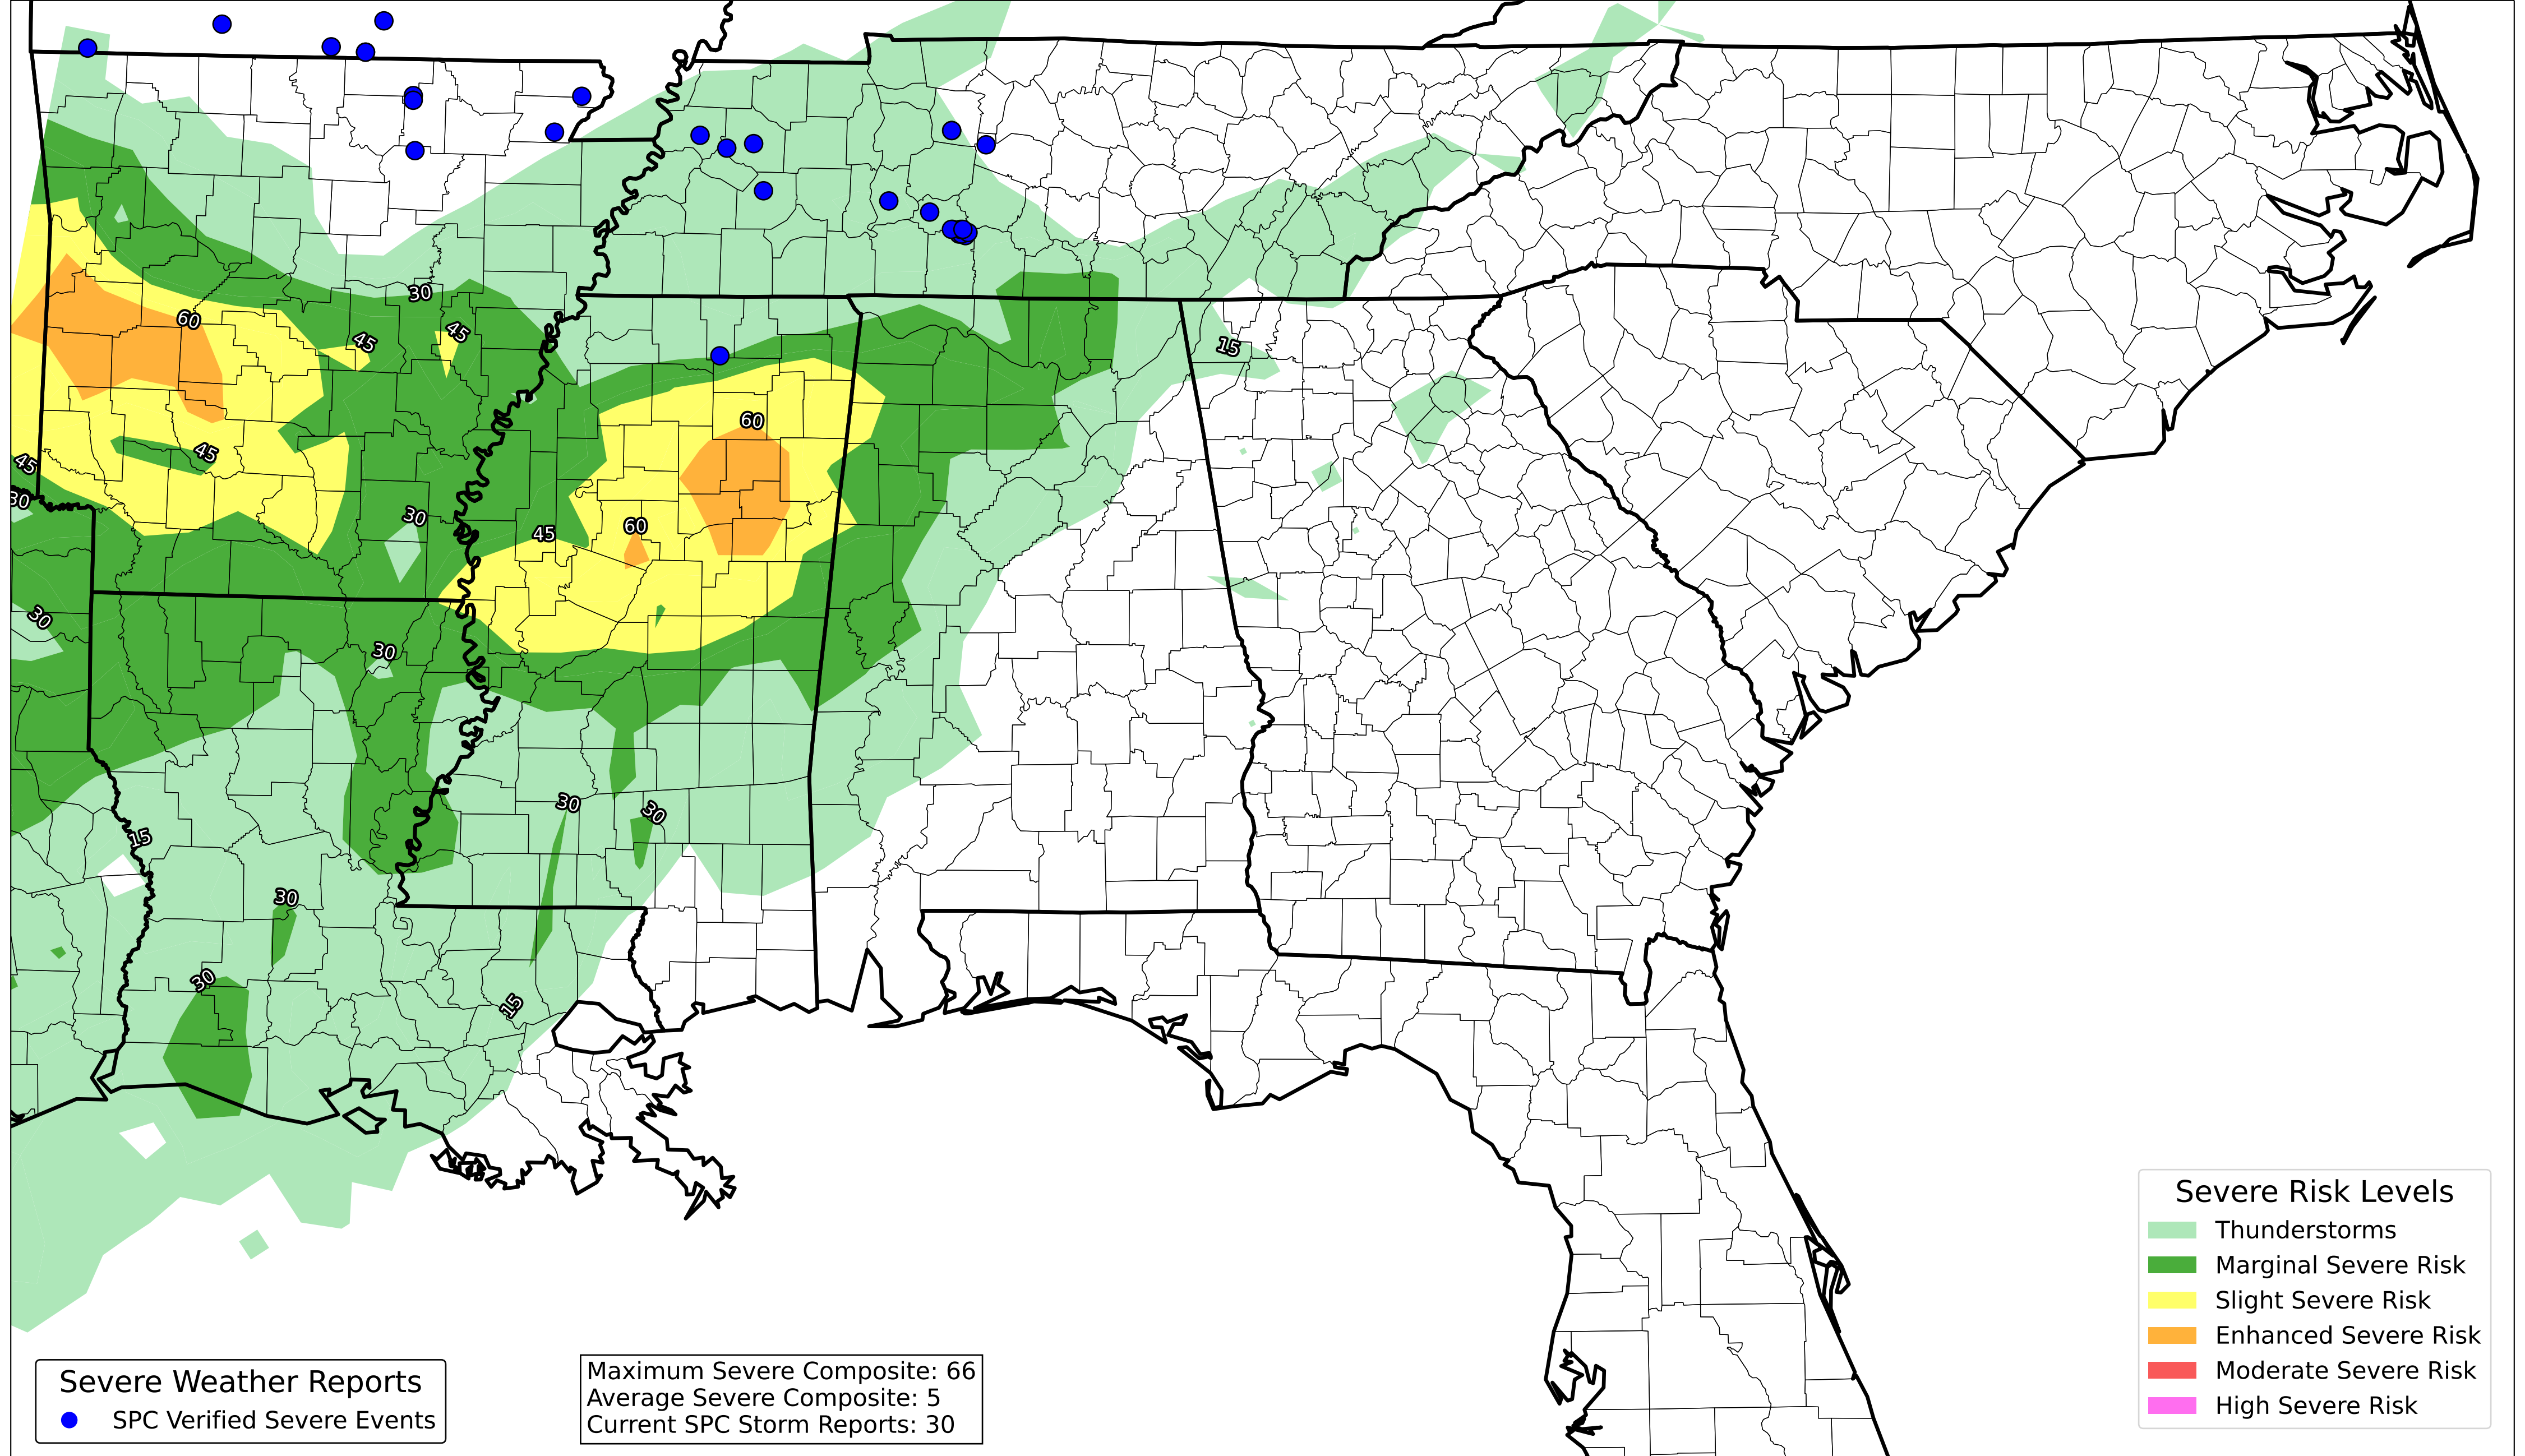 30
60
45
45
15
60
45
45
30
30
60
45
30
30
30
30
15
30
30
15
Severe Risk Levels
Thunderstorms
Marginal Severe Risk
Slight Severe Risk
Enhanced Severe Risk
Moderate Severe Risk
High Severe Risk
Severe Weather Reports
SPC Verified Severe Events
Maximum Severe Composite: 66
Average Severe Composite: 5
Current SPC Storm Reports: 30